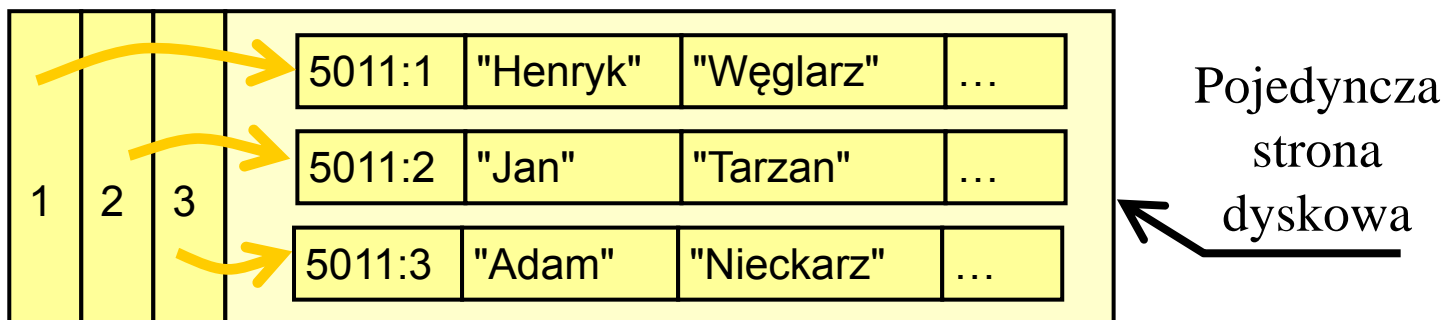 1 2 3
5011:1 "Henryk" "Węglarz" …
5011:2 "Jan" "Tarzan" …
5011:3 "Adam" "Nieckarz" …
Pojedyncza
strona
dyskowa